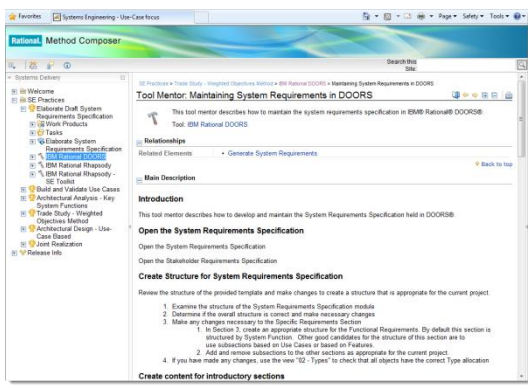 Favorites
Systems Engineering - Use-Case focus
Page
Safety
Tools
Rational. Method Composer
Search this
Site:
Systems Delivery
Welcome
SE Practices
Elaborate Draft System
Requirements Specification
Work Products
Tasks
Elaborate System
Requirements Specification
IBM Rational DOORS
IBM Rational Rhapsody
IBM Rational Rhapsody -
SE Toolkit
Build and Validate Use Cases
Architectural Analysis - Key
System Functions
Trade Study - Weighted
Objectives Method
Architectural Design - Use-
Case Based
Joint Realization
Release Info
SE Practices > Trade Study - Weighted Objectives Method > IBM Rational DOORS > Maintaining System Requirements in DOORS
Tool Mentor: Maintaining System Requirements in DOORS
This tool mentor describes how to maintain the system requirements specification in IBM® Rational® DOORS®.
Tool: IBM Rational DOORS
Relationships
Related Elements
• Generate System Requirements
Back to top
Main Description
Introduction
This tool mentor describes how to develop and maintain the System Requirements Specification held in DOORS®.
Open the System Requirements Specification
Open the System Requirements Specification
Open the Stakeholder Requirements Specification
Create Structure for System Requirements Specification
Review the structure of the provided template and make changes to create a structure that is appropriate for the current project.
1. Examine the structure of the System Requirements Specification module
2. Determine if the overall structure is correct and make necessary changes
3. Make any changes necessary to the Specific Requirements Section
1. In Section 3, create an appropriate structure for the Functional Requirements. By default this section is
structured by System Function. Other good candidates for the structure of this section are to
use subsections based on Use Cases or based on Features.
2. Add and remove subsections to the other sections as appropriate for the current project.
4. If you have made any changes, use the view "02 - Types" to check that all objects have the correct Type allocation
Create content for introductory sections